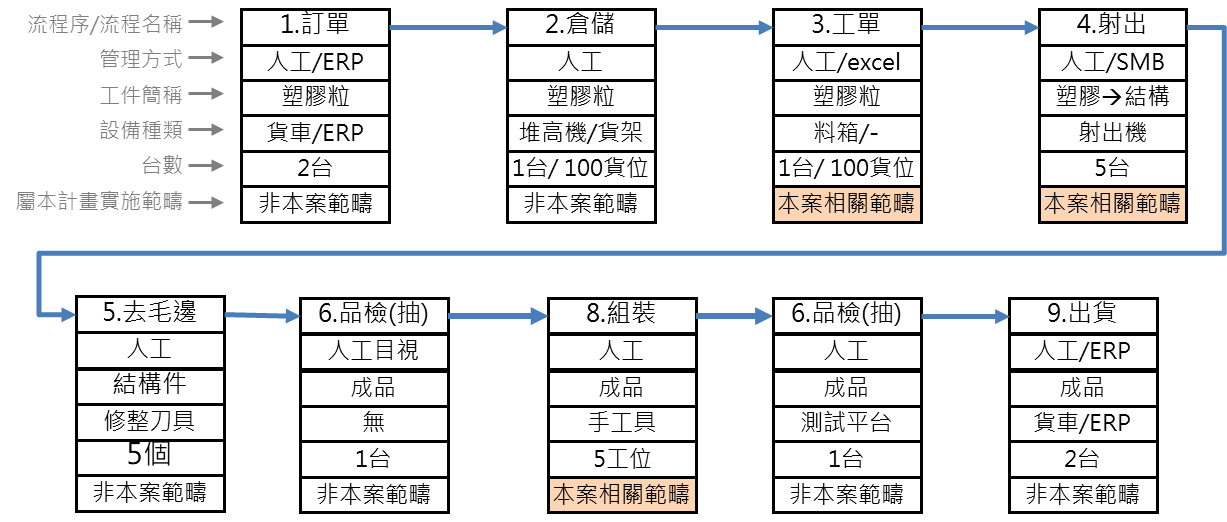 流程序/流程名稱
管理方式
工件簡稱
設備種類
台數
屬本計畫實施範疇
1.訂單
人工/ERP
塑膠粒
貨車/ERP
2台
非本案範疇
2.倉儲
人工
塑膠粒
堆高機/貨架
1台/ 100貨位
非本案範疇
3.工單
人工/excel
塑膠粒
料箱/-
1台/ 100貨位
本案相關範疇
4.射出
人工/SMB
塑膠→結構
射出機
5台
本案相關範疇
5.去毛邊
人工
結構件
修整刀具
5個
非本案範疇
6.品檢(抽)
人工目視
成品
無
1台
非本案範疇
8.組裝
人工
成品
手工具
5工位
本案相關範疇
6.品檢(抽)
人工
成品
測試平台
1台
非本案範疇
9.出貨
人工/ERP
成品
貨車/ERP
2台
非本案範疇